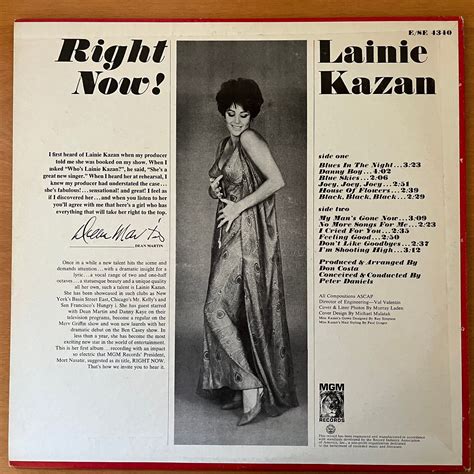 E/SE 4340
Right
Now!
Lainie
Kazan
I first heard of Lainie Kazan when my producer
told me she was booked on my show. When I
asked "Who's Lainie Kazan?", he said, "She's a
great new singer." When I heard her at rehearsal, I
knew my producer had understated the case . . .
she's fabulous! . . . sensational! and great! I feel as
if I discovered her...and when you listen to her
you'll agree with me that here's a girl who has
everything that will take her right to the top.
Dean Martin
DEAN MARTIN
Once in a while a new talent hits the scene and
demands attention . . . with a dramatic insight for
a lyric - a vocal range of two and one-half
octaves . . . a statuesque beauty and a unique quality
all her own, such a talent is Lainie Kazan.
She has been showcased in such clubs as New
York's Basin Street East, Chicago's Mr. Kelly's and
San Francisco's Hungry i. She has guest starred
with Dean Martin and Danny Kaye on their
television programs, become a regular on the
Merv Griffin show and won new laurels with her
dramatic debut on the Ben Casey show. In
less than a year, she has become the most
exciting new star in the world of entertainment.
This is her first album . . . recording with an impact
so electric that MGM Records' President,
Mort Nasatir, suggested as its title, RIGHT NOW.
That's how we invite you to hear it.
side one
Blues In The Night...3:23
Danny Boy...4:02
Blue Skies...2:06
Joey, Joey, Joey...2:51
House Of Flowers...2:19
Black, Black, Black...3:29
side two
My Man's Gone Now...3:09
No More Songs For Me...2:23
I Cried For You...2:35
Feeling Good...2:50
Don't Like Goodbyes...2:37
I'm Shooting High...3:12
Produced & Arranged By
Don Costa
Conceived & Conducted By
Peter Daniels
All Compositions ASCAP
Director of Engineering—Val Valentin
Cover & Liner Photos By Murray Laden
Cover Design By Michael Malatak
Miss Kazan's Gowns Designed By
Miss Kazan's Hair Styling By
MGM
RECORDS